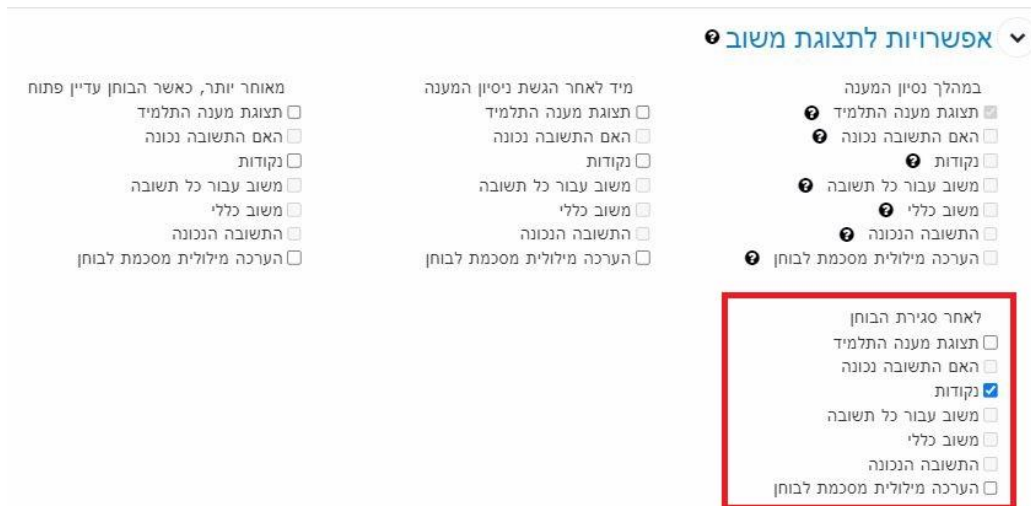 אפשרויות לתצוגת משוב
במהלך נסיון המענה
תצוגת מענה התלמיד
האם התשובה נכונה
נקודות
משוב עבור כל תשובה
משוב כללי
התשובה הנכונה
הערכה מילולית מסכמת לבוחן
מיד לאחר הגשת ניסיון המענה
תצוגת מענה התלמיד
האם התשובה נכונה
נקודות
משוב עבור כל תשובה
משוב כללי
התשובה הנכונה
הערכה מילולית מסכמת לבוחן
מאוחר יותר, כאשר הבוחן עדיין פתוח
תצוגת מענה התלמיד
האם התשובה נכונה
נקודות
משוב עבור כל תשובה
משוב כללי
התשובה הנכונה
הערכה מילולית מסכמת לבוחן
לאחר סגירת הבוחן
תצוגת מענה התלמיד
האם התשובה נכונה
נקודות
משוב עבור כל תשובה
משוב כללי
התשובה הנכונה
הערכה מילולית מסכמת לבוחן